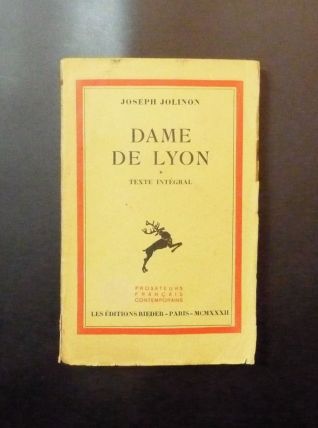 JOSEPH JOLINON
DAME
DE LYON
*
TEXTE INTÉGRAL
PROSATEURS
FRANÇAIS
CONTEMPORAINS
LES ÉDITIONS RIEDER - PARIS - MCMXXXII